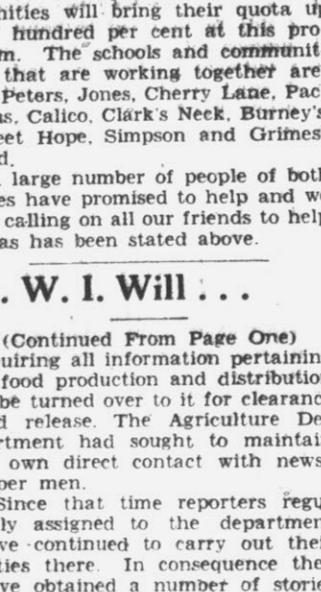 nities will bring their quota u
hundred per cent at this pro
m. The schools and communit
that are working together are
Peters, Jones, Cherry Lane, Pac
s, Calico, Clark's Neck, Burney's
eet Hope, Simpson and Grimes
d.
large number of people of both
es have promised to help and w
calling on all our friends to help
as has been stated above.
. W. I. Will . . .
(Continued From Page One)
uiring all information pertainin
food production and distributio
be turned over to it for clearanc
d release. The Agriculture De
rtment had sought to maintai
own direct contact with news
per men.
Since that time reporters regu
ly assigned to the departmen
ve continued to carry out thei
ties there. In consequence the
ve obtained a number of storie